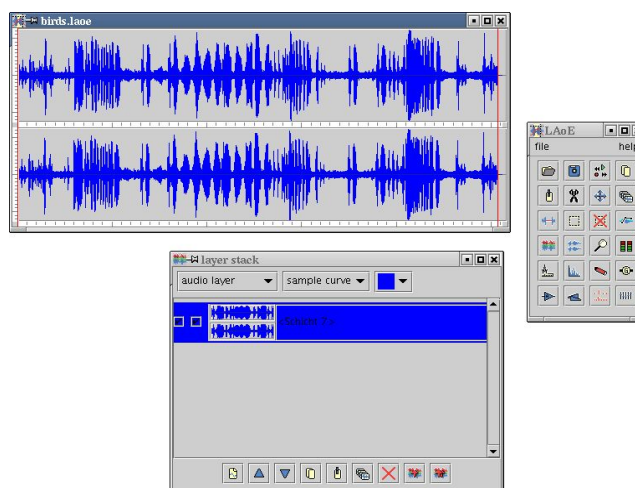 birds.laoe
LAoE
file help
layer stack
audio layer sample curve